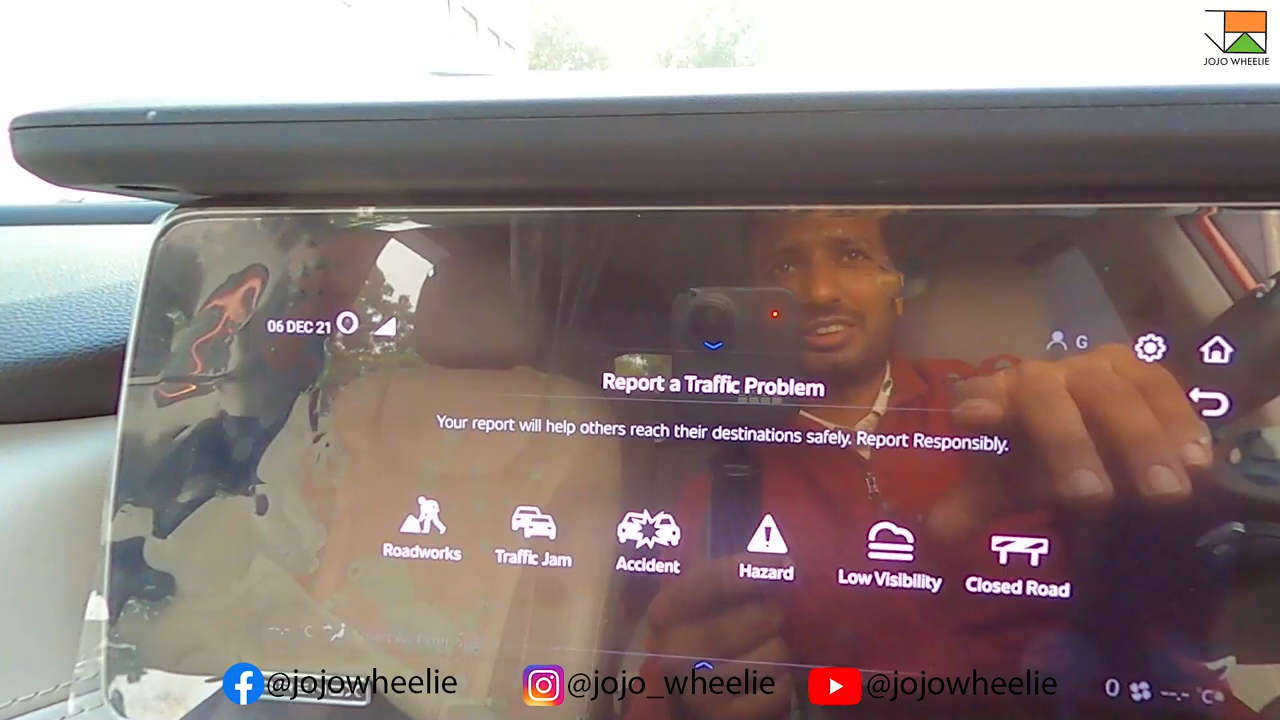 JOJO WHEELIE
06 DEC 21
G
Report a Traffic Problem
Your report will help others reach their destinations safely. Report Responsibly.
Roadworks
Traffic Jam
Accident
Hazard
Low Visibility
Closed Road
--.- °C
0 --.- °C
@jojowheelie
@jojo_wheelie
@jojowheelie